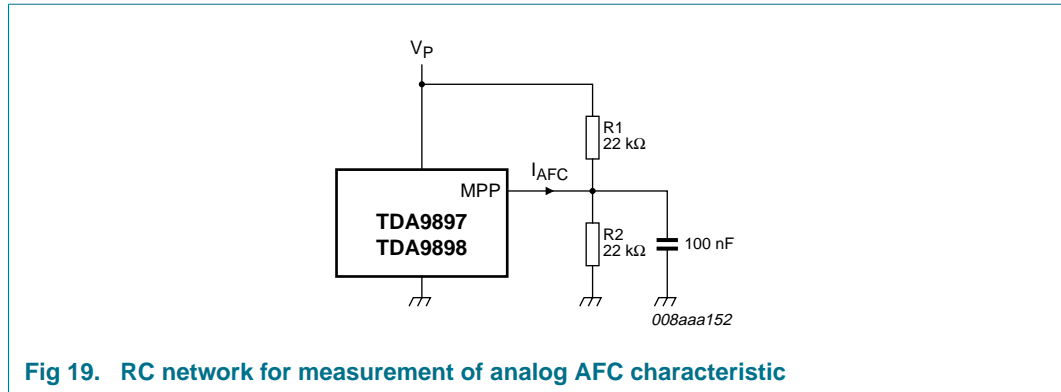 VP
R1
22 kΩ
IAFC
MPP
TDA9897
TDA9898
R2
22 kΩ
100 nF
008aaa152
Fig 19. RC network for measurement of analog AFC characteristic